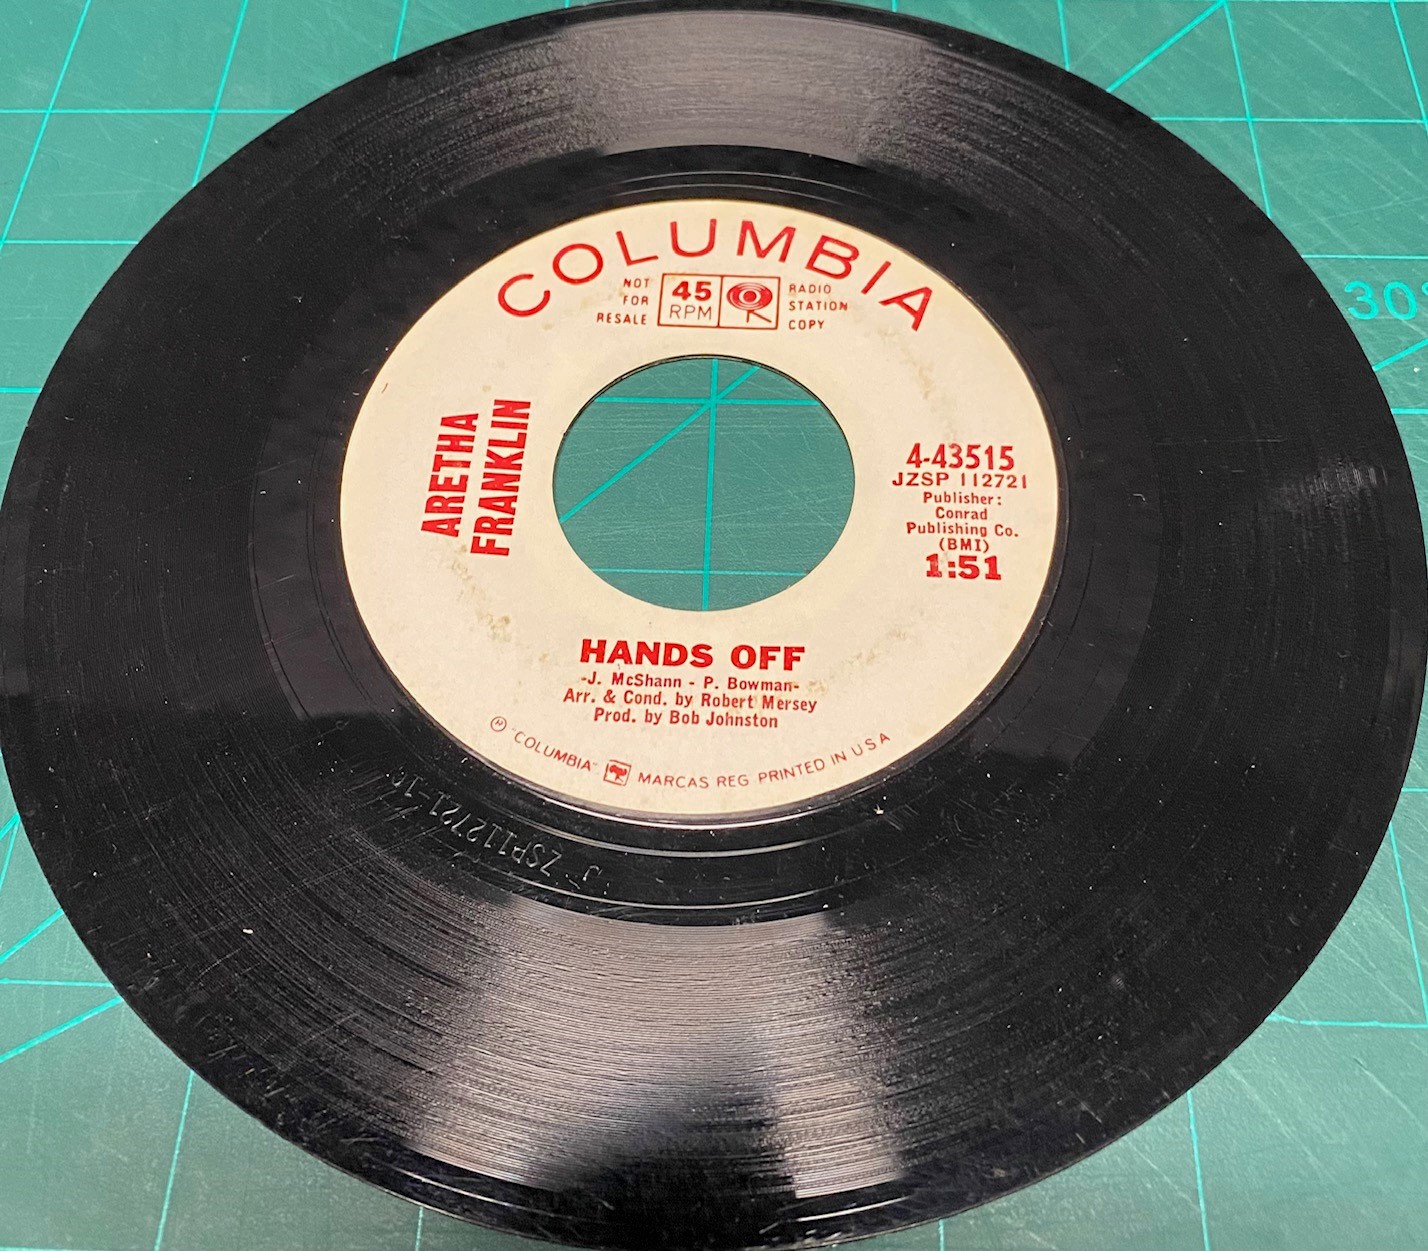 COLUMBIA
NOT
FOR
RESALE
45
RPM
RADIO
STATION
COPY
ARETHA
FRANKLIN
4-43515
JZSP 112721
Publisher:
Conrad
Publishing Co.
(BMI)
1:51
HANDS OFF
-J. McShann - P. Bowman-
Arr. & Cond. by Robert Mersey
Prod. by Bob Johnston
"COLUMBIA" MARCAS REG PRINTED IN U S A
30